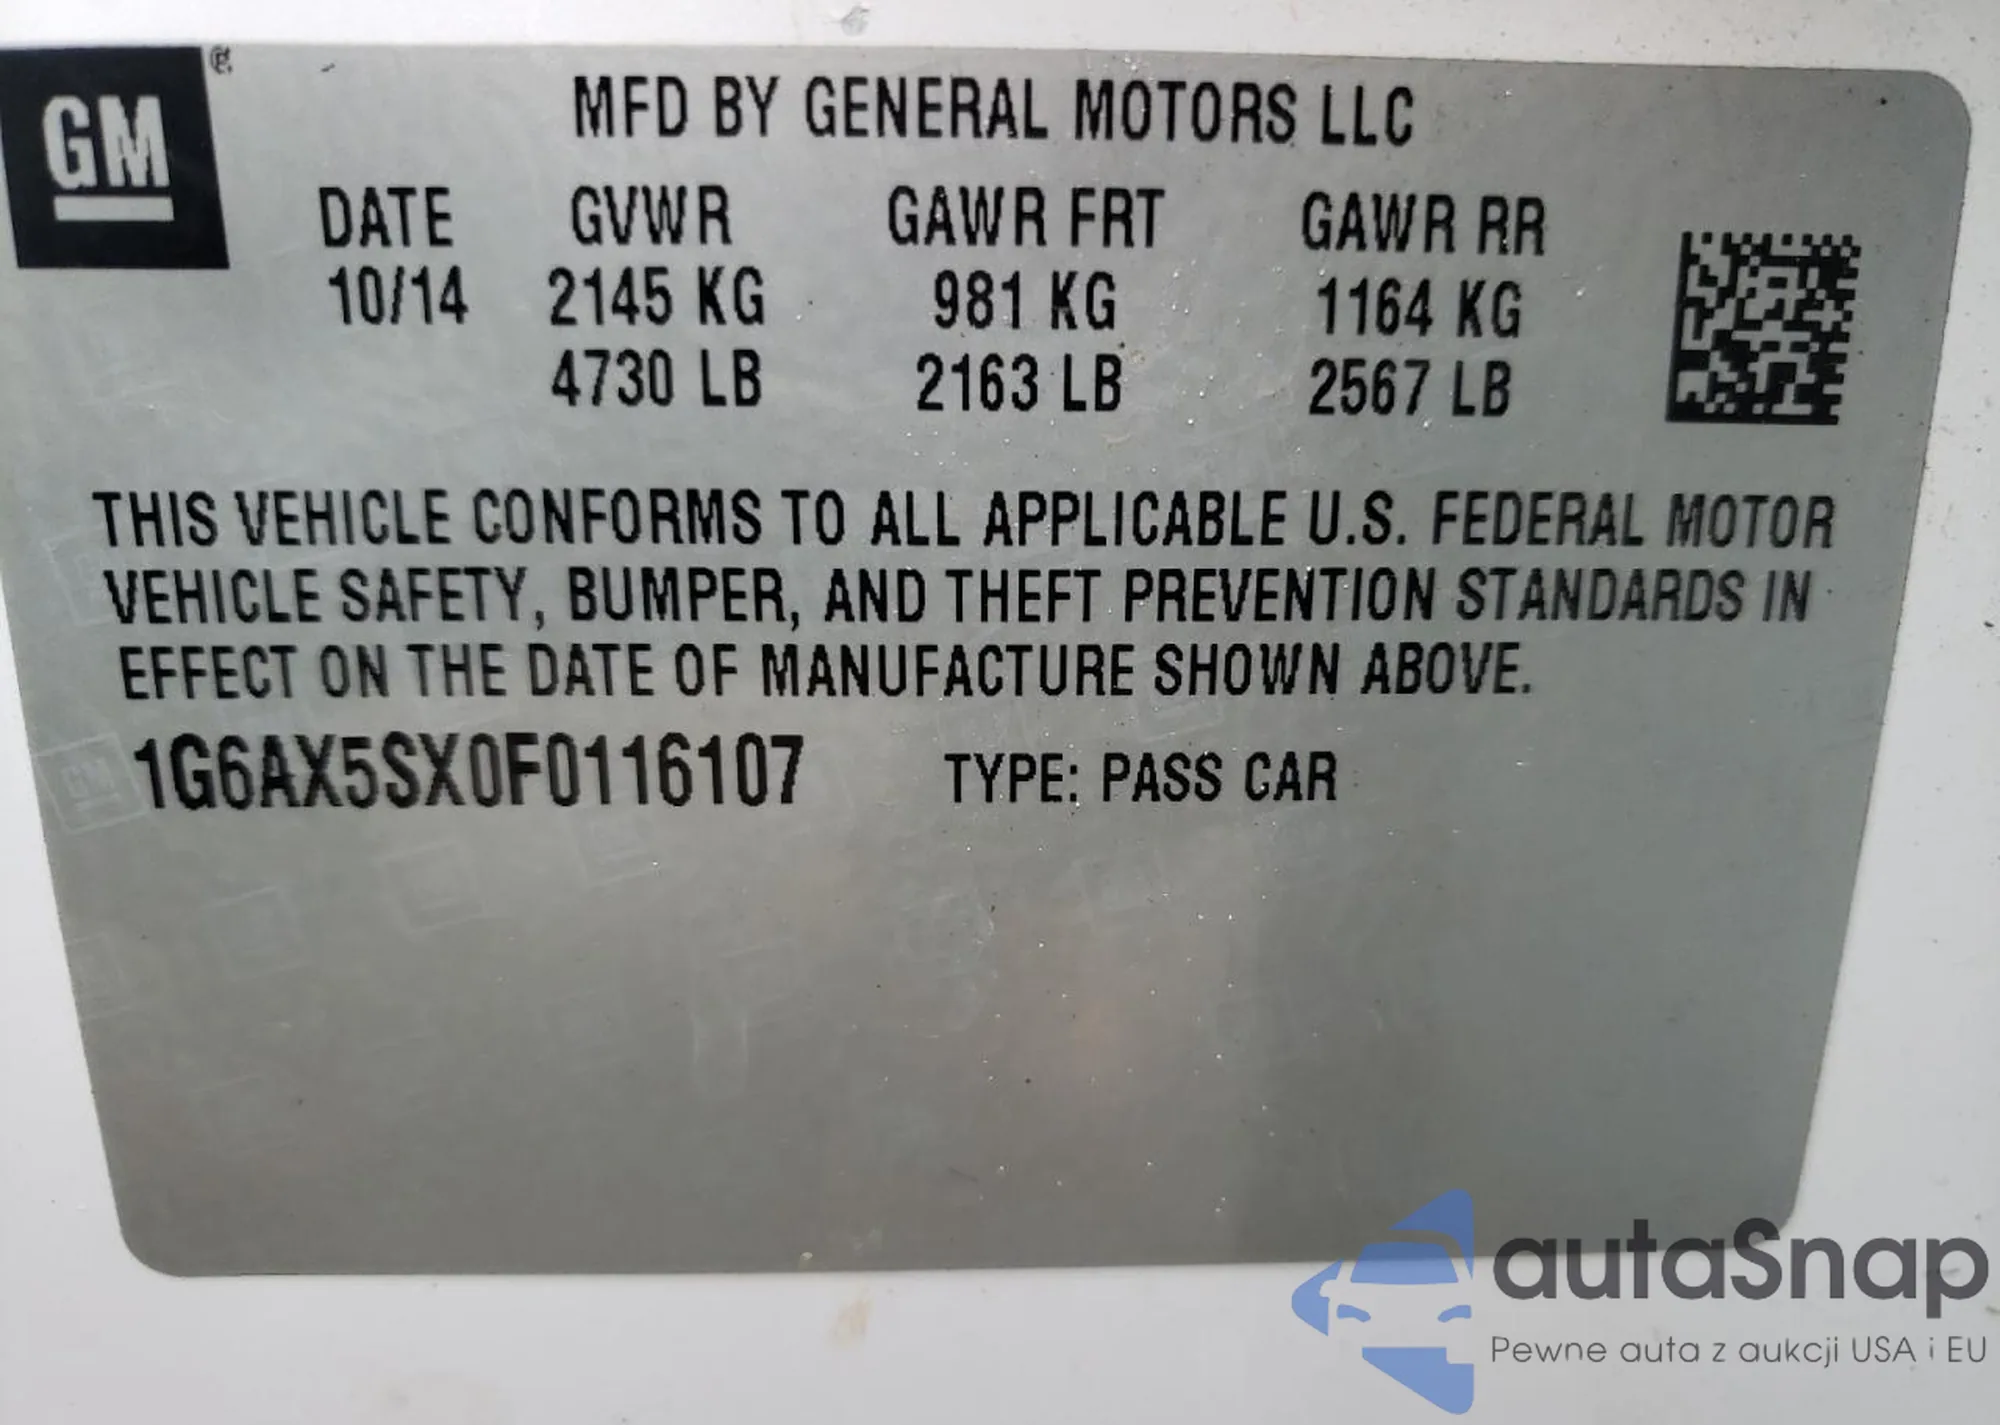 GM
MFD BY GENERAL MOTORS LLC
DATE GVWR GAWR FRT GAWR RR
10/14 2145 KG 981 KG 1164 KG
4730 LB 2163 LB 2567 LB
THIS VEHICLE CONFORMS TO ALL APPLICABLE U.S. FEDERAL MOTOR
VEHICLE SAFETY, BUMPER, AND THEFT PREVENTION STANDARDS IN
EFFECT ON THE DATE OF MANUFACTURE SHOWN ABOVE.
1G6AX5SX0F0116107 TYPE: PASS CAR
autaSnap
Pewne auta z aukcji USA i EU